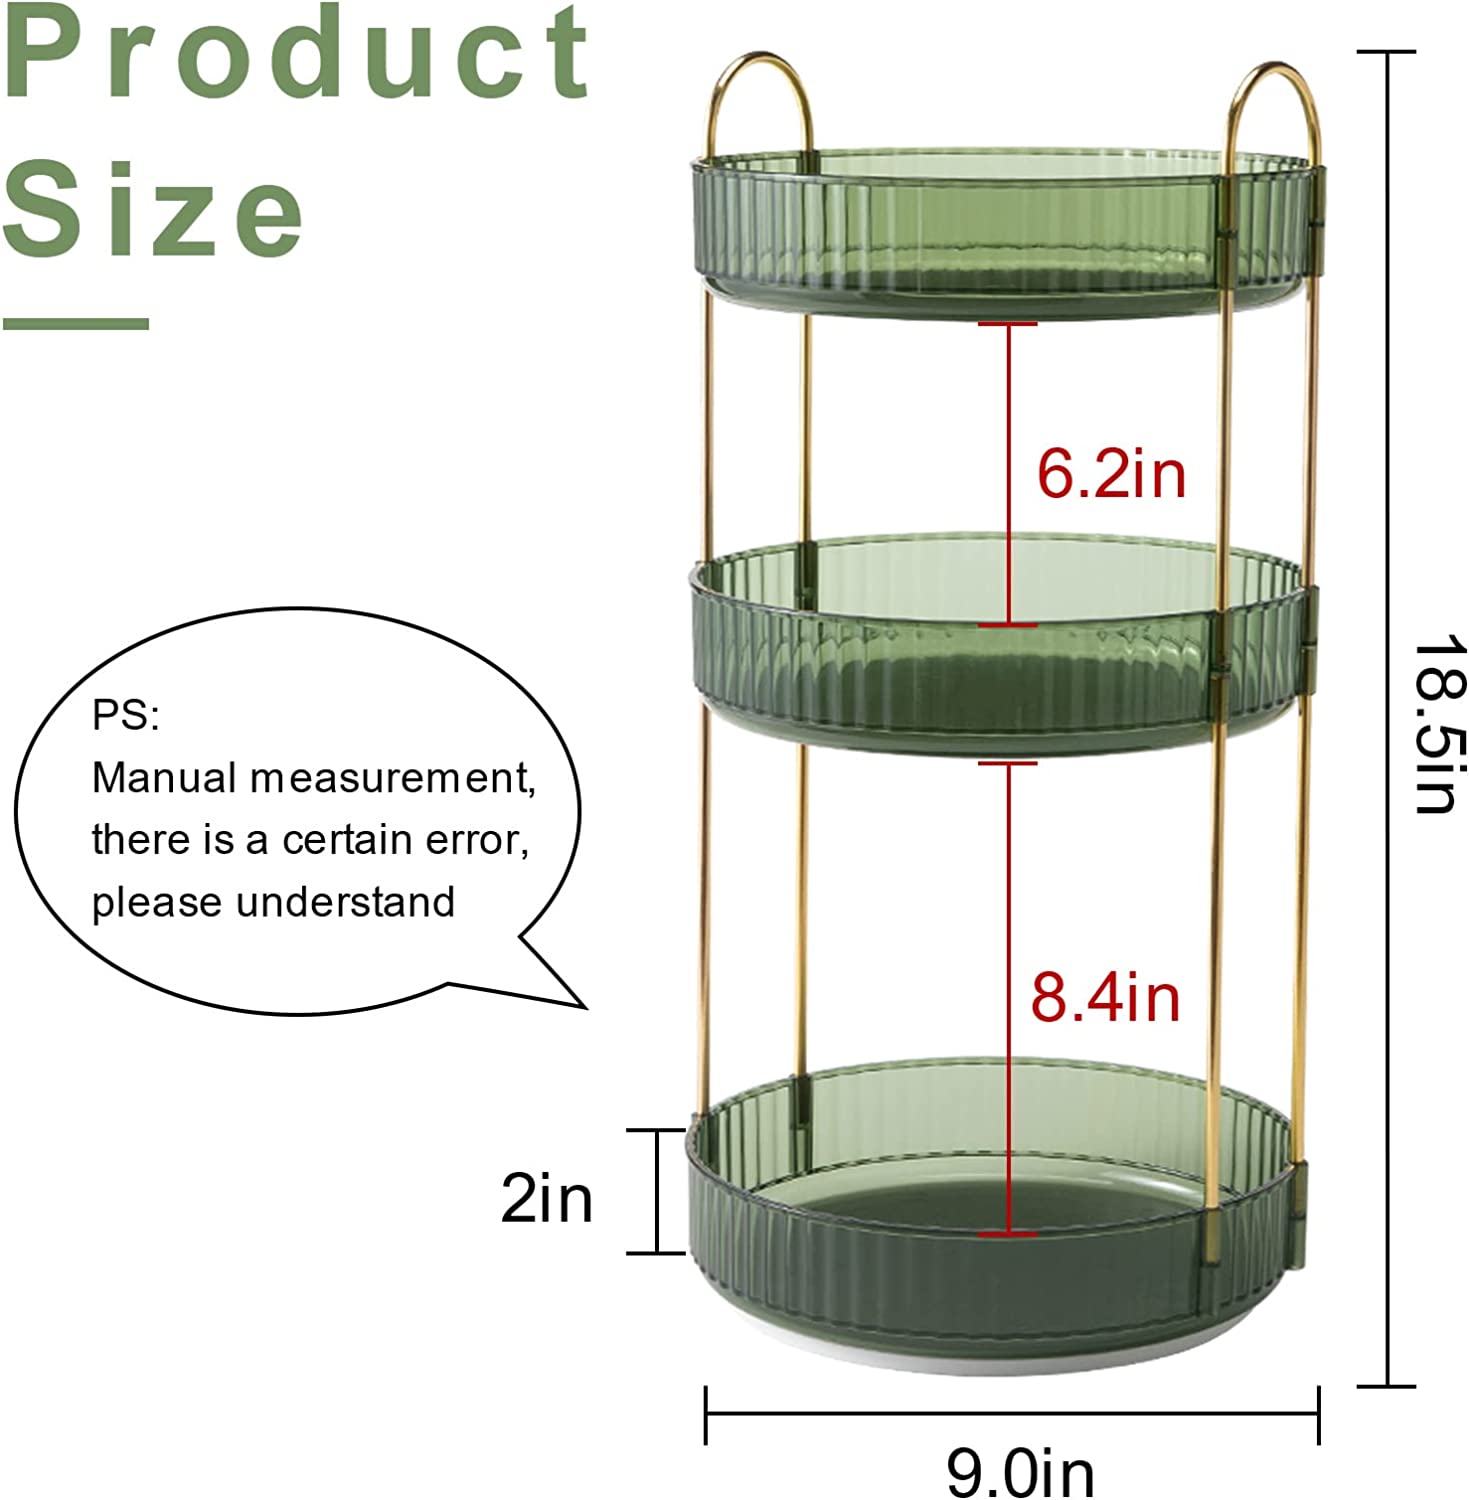 Product
Size
6.2in
18.5in
PS:
Manual measurement,
there is a certain error,
please understand
8.4in
2in
9.0in